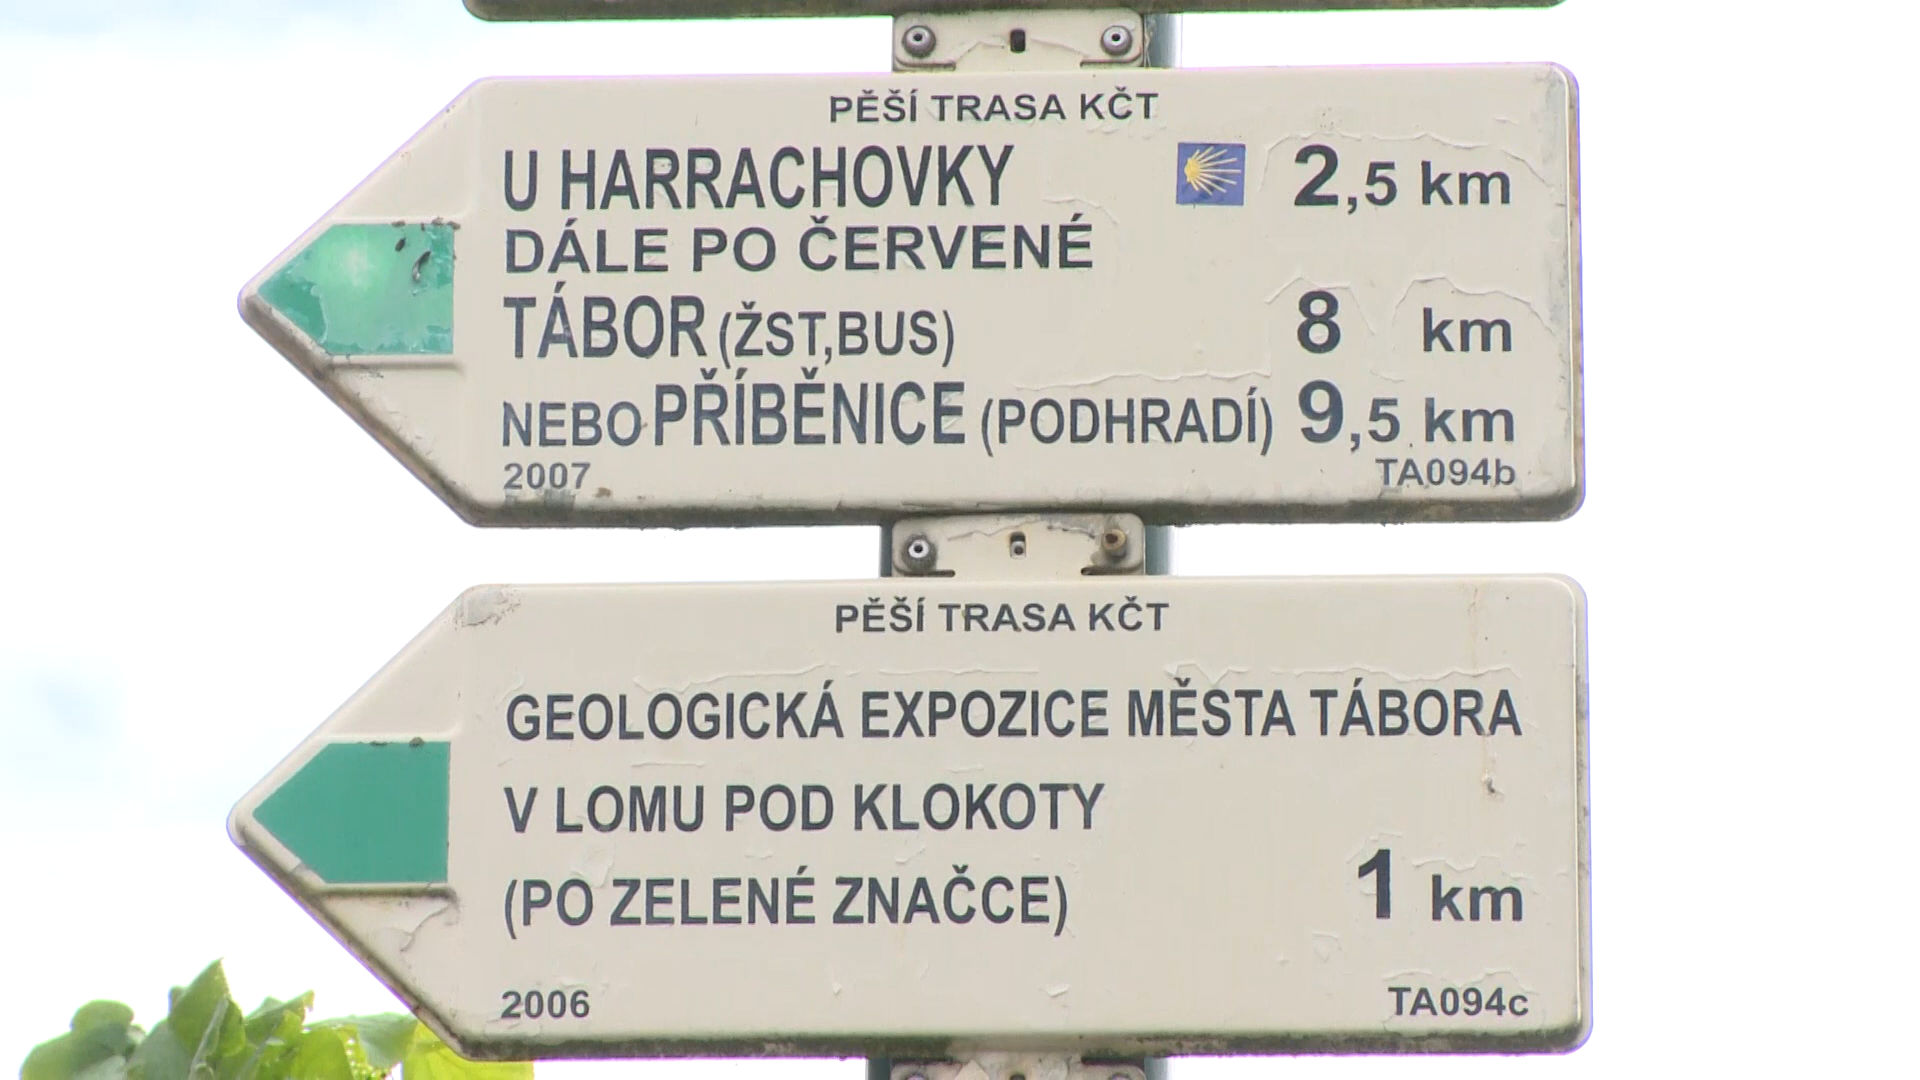 PĚŠÍ TRASA KČT
U HARRACHOVKY 2,5 km
DÁLE PO ČERVENÉ
TÁBOR (ŽST,BUS) 8 km
NEBO PŘÍBĚNICE (PODHRADÍ) 9,5 km
2007 TA094b
PĚŠÍ TRASA KČT
GEOLOGICKÁ EXPOZICE MĚSTA TÁBORA
V LOMU POD KLOKOTY
(PO ZELENÉ ZNAČCE) 1 km
2006 TA094c